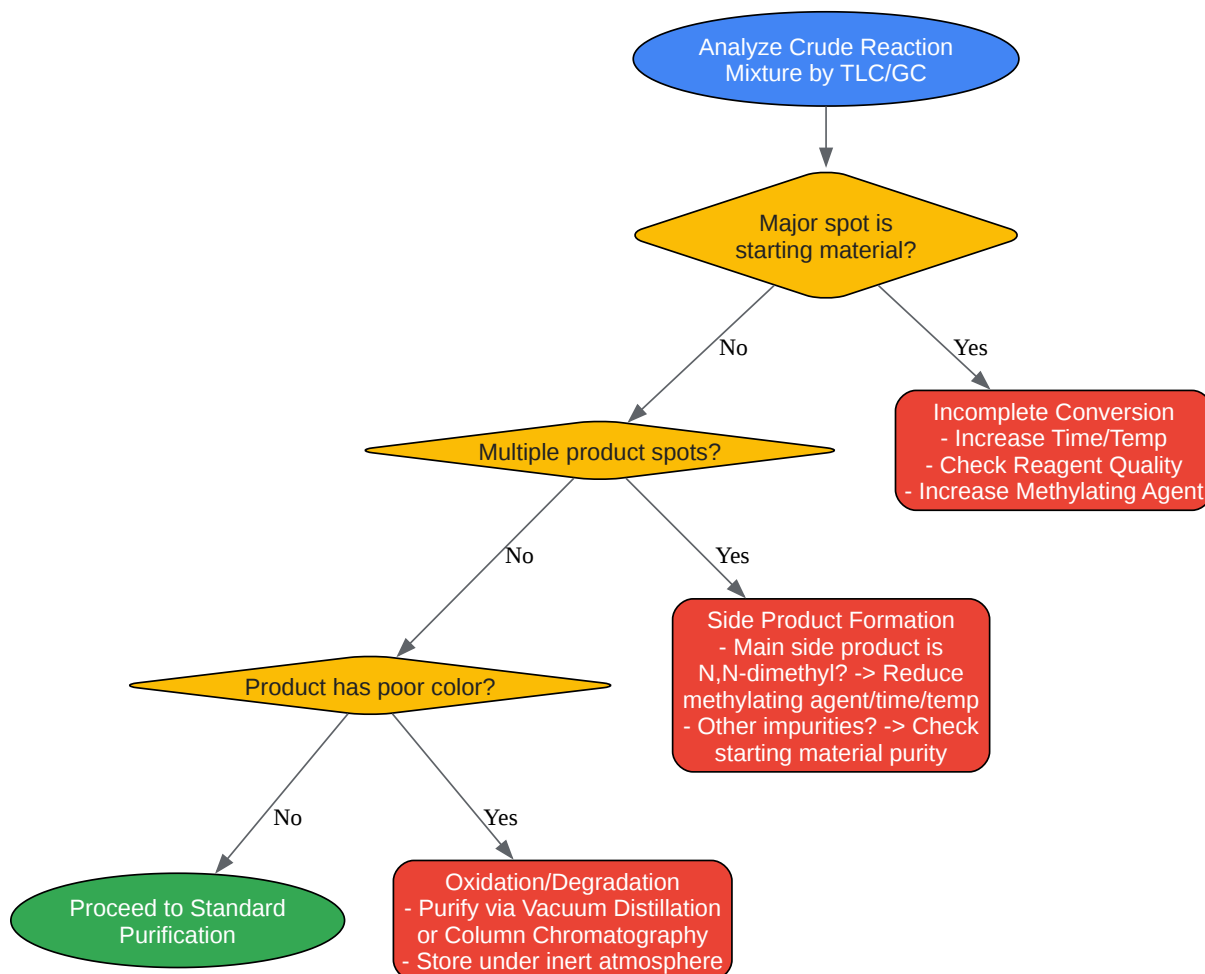 Analyze Crude Reaction
Mixture by TLC/GC
Major spot is
starting material?
No
Yes
Incomplete Conversion
- Increase Time/Temp
- Check Reagent Quality
- Increase Methylating Agent
Multiple product spots?
No
Yes
Side Product Formation
- Main side product is
N,N-dimethyl? -> Reduce
methylating agent/time/temp
- Other impurities? -> Check
starting material purity
Product has poor color?
No
Yes
Proceed to Standard
Purification
Oxidation/Degradation
- Purify via Vacuum Distillation
or Column Chromatography
- Store under inert atmosphere